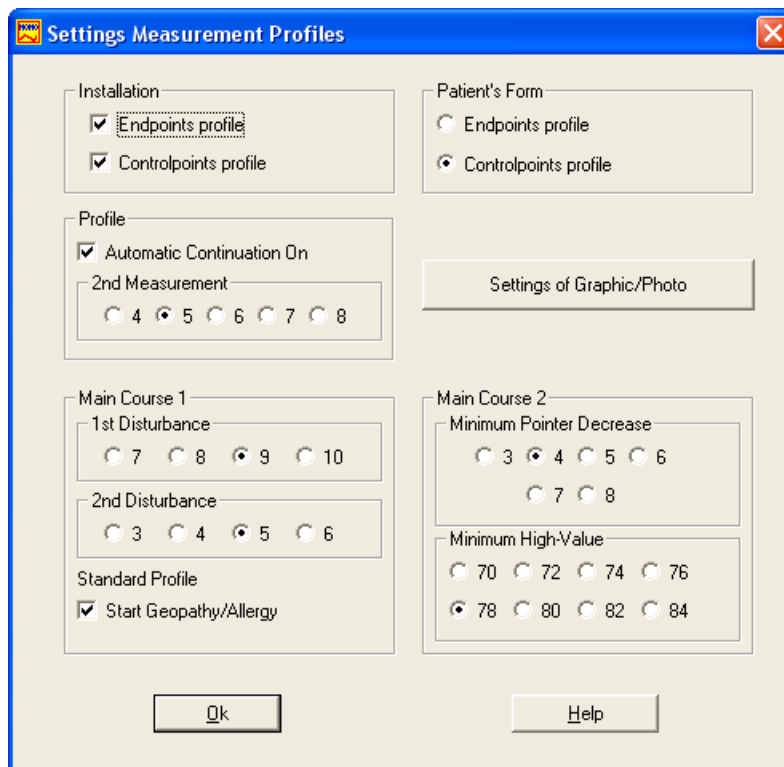 HOMO
Settings Measurement Profiles
Installation
Endpoints profile
Controlpoints profile
Patient's Form
Endpoints profile
Controlpoints profile
Profile
Automatic Continuation On
2nd Measurement
4 5 6 7 8
Settings of Graphic/Photo
Main Course 1
1st Disturbance
7 8 9 10
2nd Disturbance
3 4 5 6
Standard Profile
Start Geopathy/Allergy
Main Course 2
Minimum Pointer Decrease
3 4 5 6
7 8
Minimum High-Value
70 72 74 76
78 80 82 84
Ok
Help